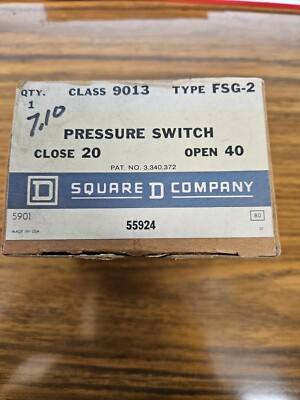 QTY. CLASS 9013 TYPE FSG-2
1
7.10
PRESSURE SWITCH
CLOSE 20 OPEN 40
PAT. NO. 3,340,372
D SQUARE D COMPANY
5901 55924 80
MADE IN USA